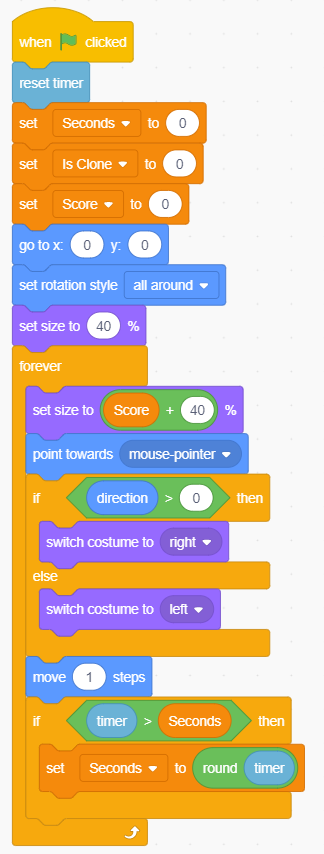 when clicked
reset timer
set Seconds to 0
set Is Clone to 0
set Score to 0
go to x: 0 y: 0
set rotation style all around
set size to 40 %
forever
set size to Score + 40 %
point towards mouse-pointer
if direction > 0 then
switch costume to right
else
switch costume to left
move 1 steps
if timer > Seconds then
set Seconds to round timer